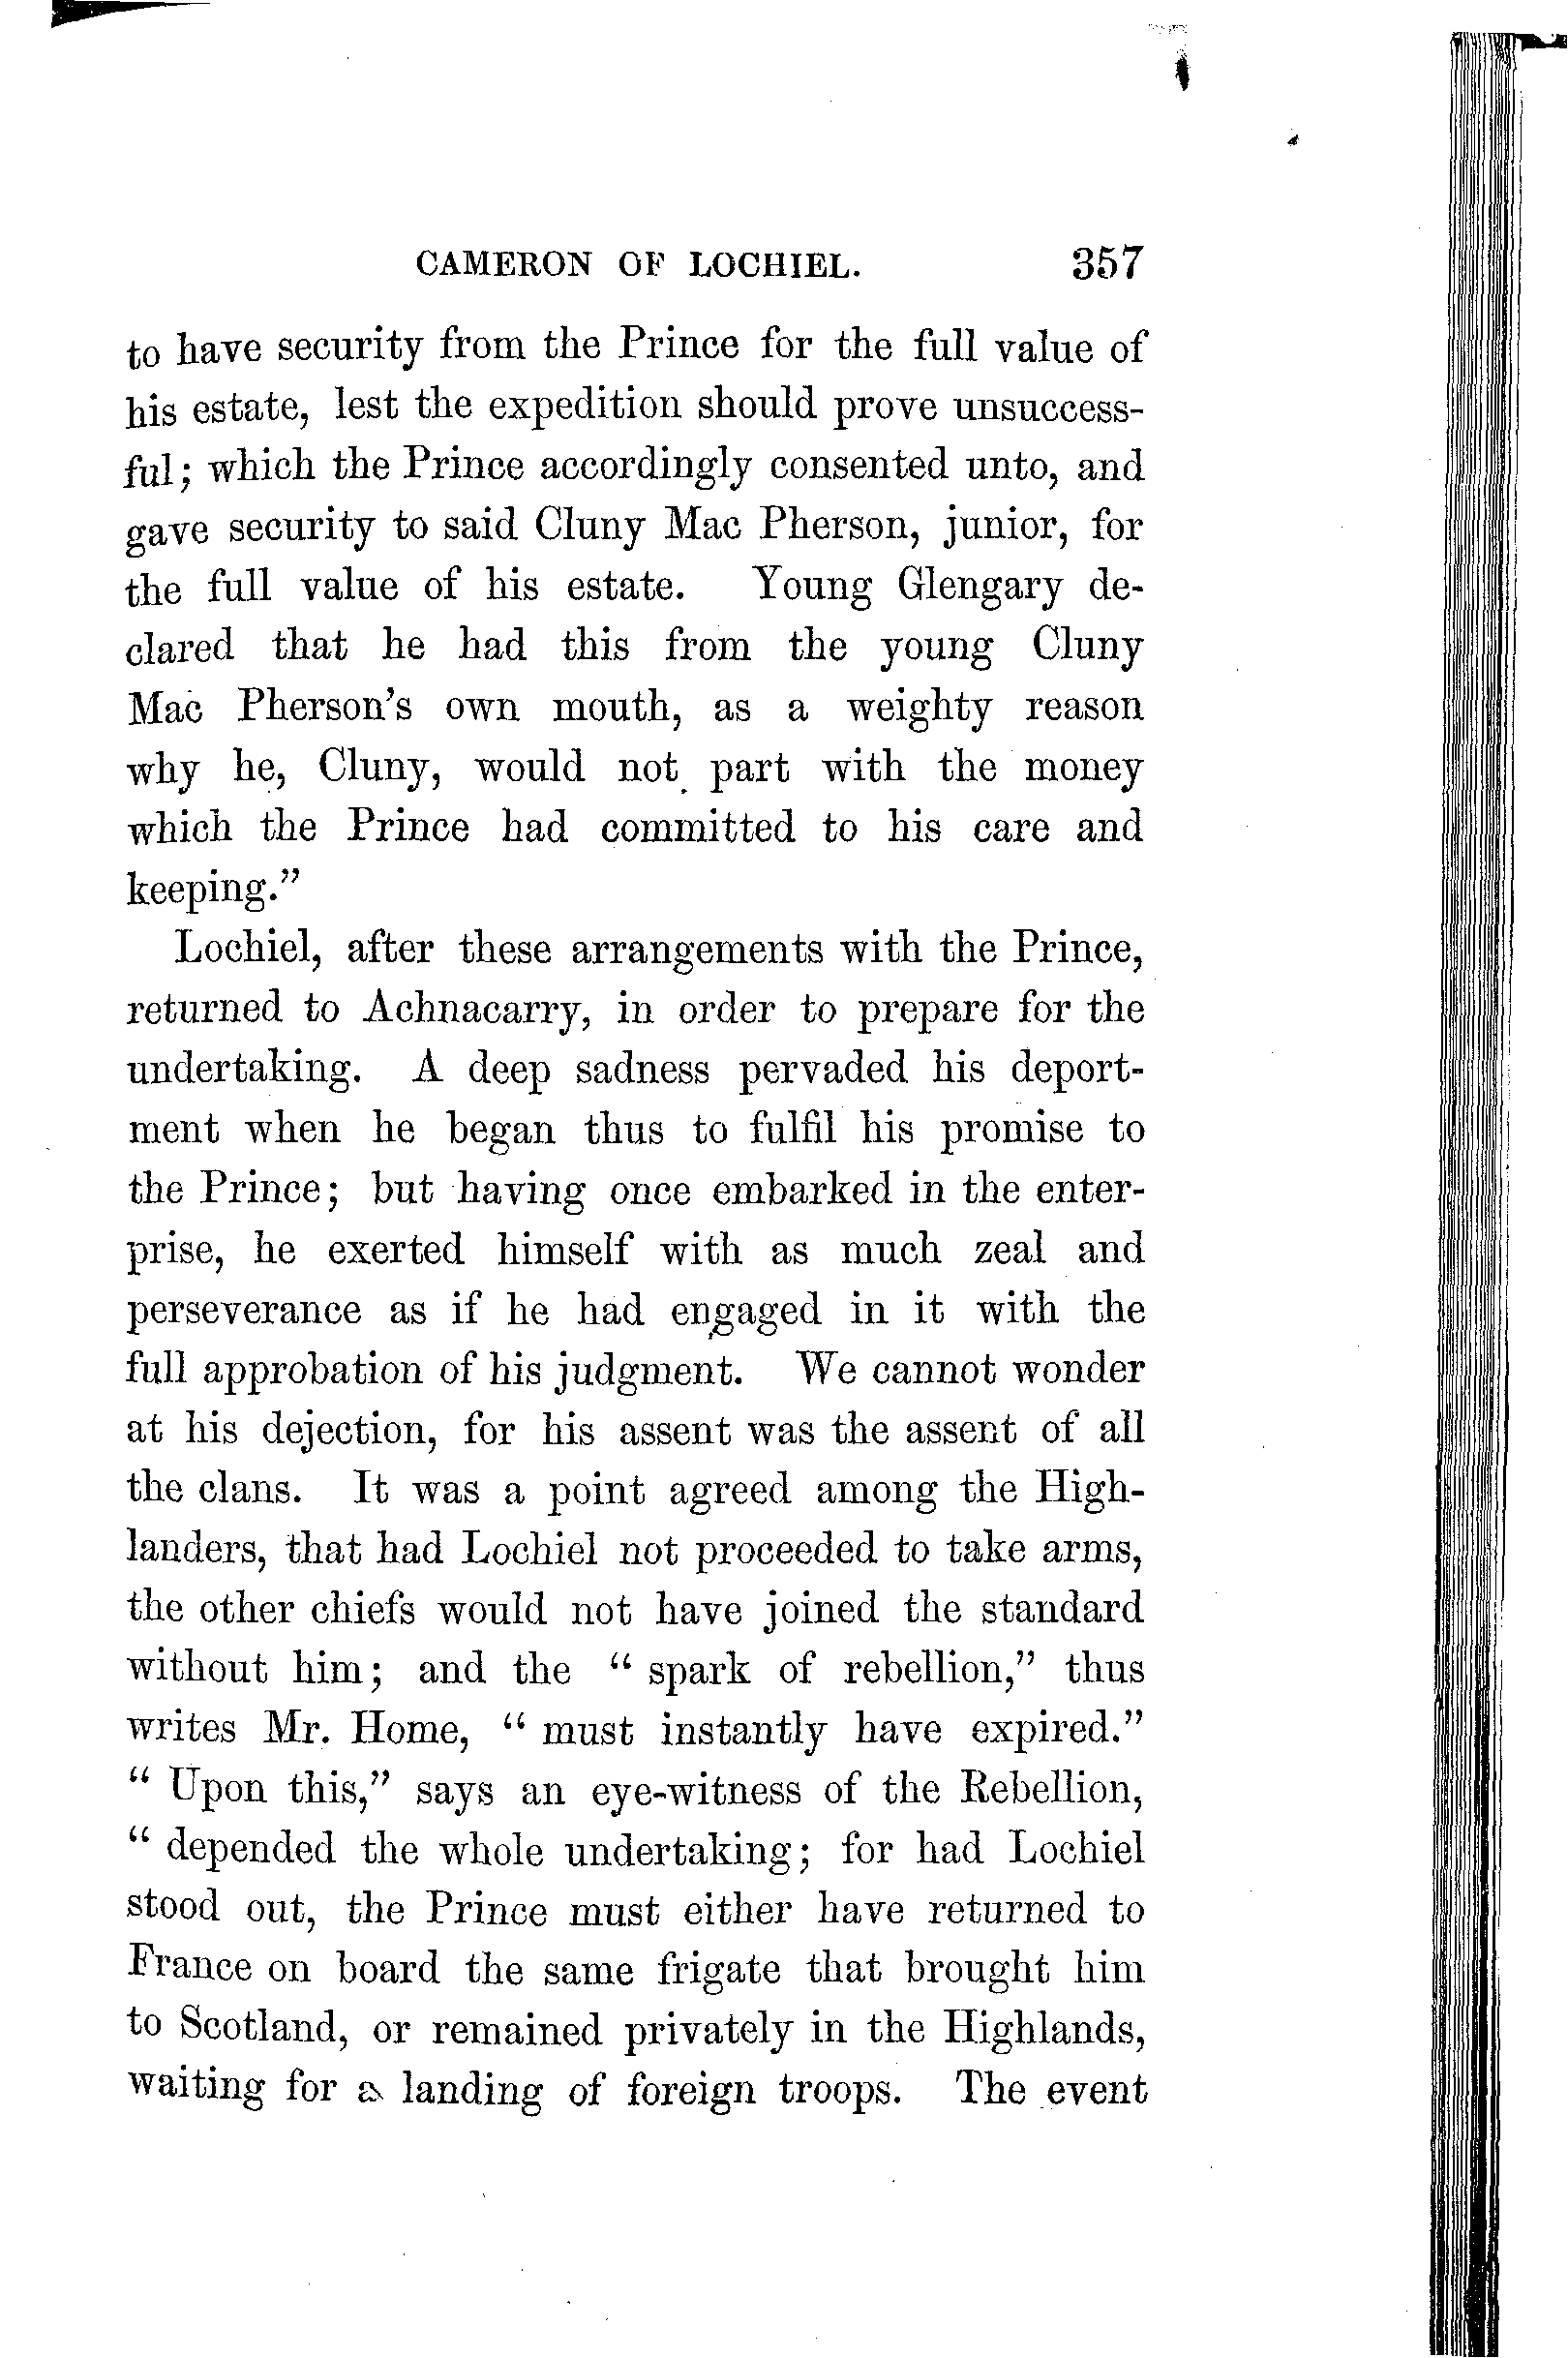 CAMERON OF LOCHIEL. 357
to have security from the Prince for the full value of
his estate, lest the expedition should prove unsuccess-
ful; which the Prince accordingly consented unto, and
gave security to said Cluny Mac Pherson, junior, for
the full value of his estate. Young Glengary de-
clared that he had this from the young Cluny
Mac Pherson's own mouth, as a weighty reason
why he, Cluny, would not part with the money
which the Prince had committed to his care and
keeping."
Lochiel, after these arrangements with the Prince,
returned to Achnacarry, in order to prepare for the
undertaking. A deep sadness pervaded his deport-
ment when he began thus to fulfil his promise to
the Prince; but having once embarked in the enter-
prise, he exerted himself with as much zeal and
perseverance as if he had engaged in it with the
full approbation of his judgment. We cannot wonder
at his dejection, for his assent was the assent of all
the clans. It was a point agreed among the High-
landers, that had Lochiel not proceeded to take arms,
the other chiefs would not have joined the standard
without him; and the "spark of rebellion," thus
writes Mr. Home, "must instantly have expired."
"Upon this," says an eye-witness of the Rebellion,
"depended the whole undertaking; for had Lochiel
stood out, the Prince must either have returned to
France on board the same frigate that brought him
to Scotland, or remained privately in the Highlands,
waiting for a landing of foreign troops. The event